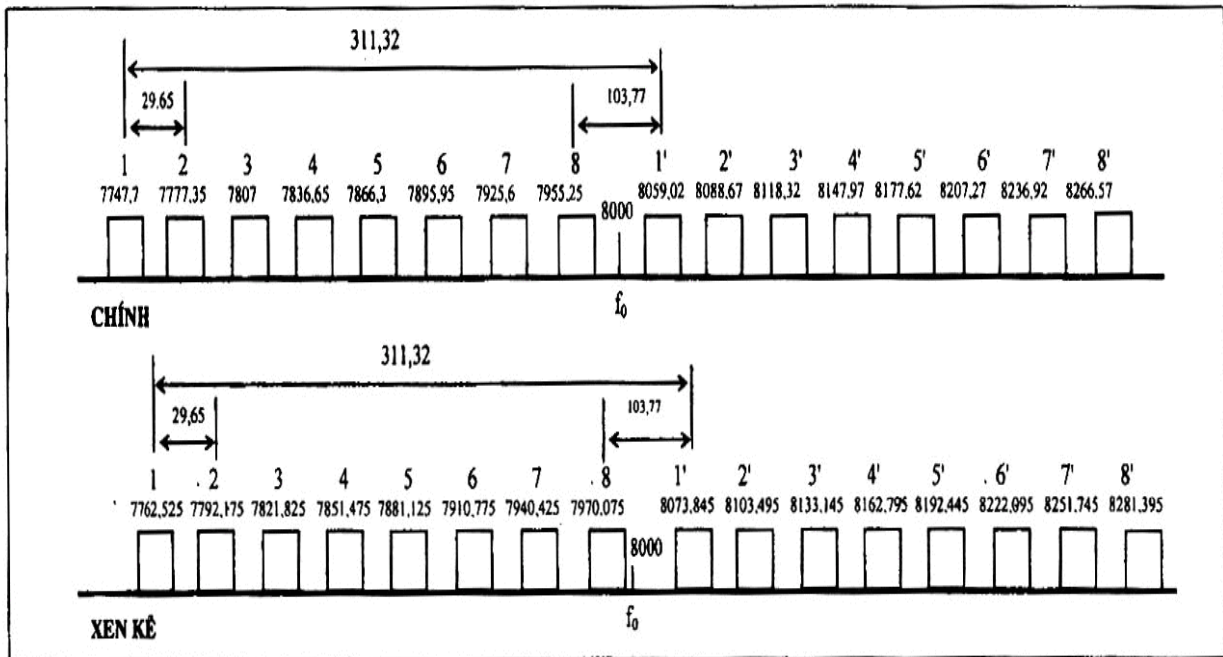 311,32
29.65
103,77
1 2 3 4 5 6 7 8 1' 2' 3' 4' 5' 6' 7' 8'
7747,7 7777,35 7807 7836,65 7866,3 7895,95 7925,6 7955,25 8059,02 8088,67 8118,32 8147,97 8177,62 8207,27 8236,92 8266,57
8000
f₀
CHÍNH
311,32
29,65
103,77
1 2 3 4 5 6 7 8 1' 2' 3' 4' 5' 6' 7' 8'
7762,525 7792,175 7821,825 7851,475 7881,125 7910,775 7940,425 7970,075 8073,845 8103,495 8133,145 8162,795 8192,445 8222,095 8251,745 8281,395
8000
f₀
XEN KẼ